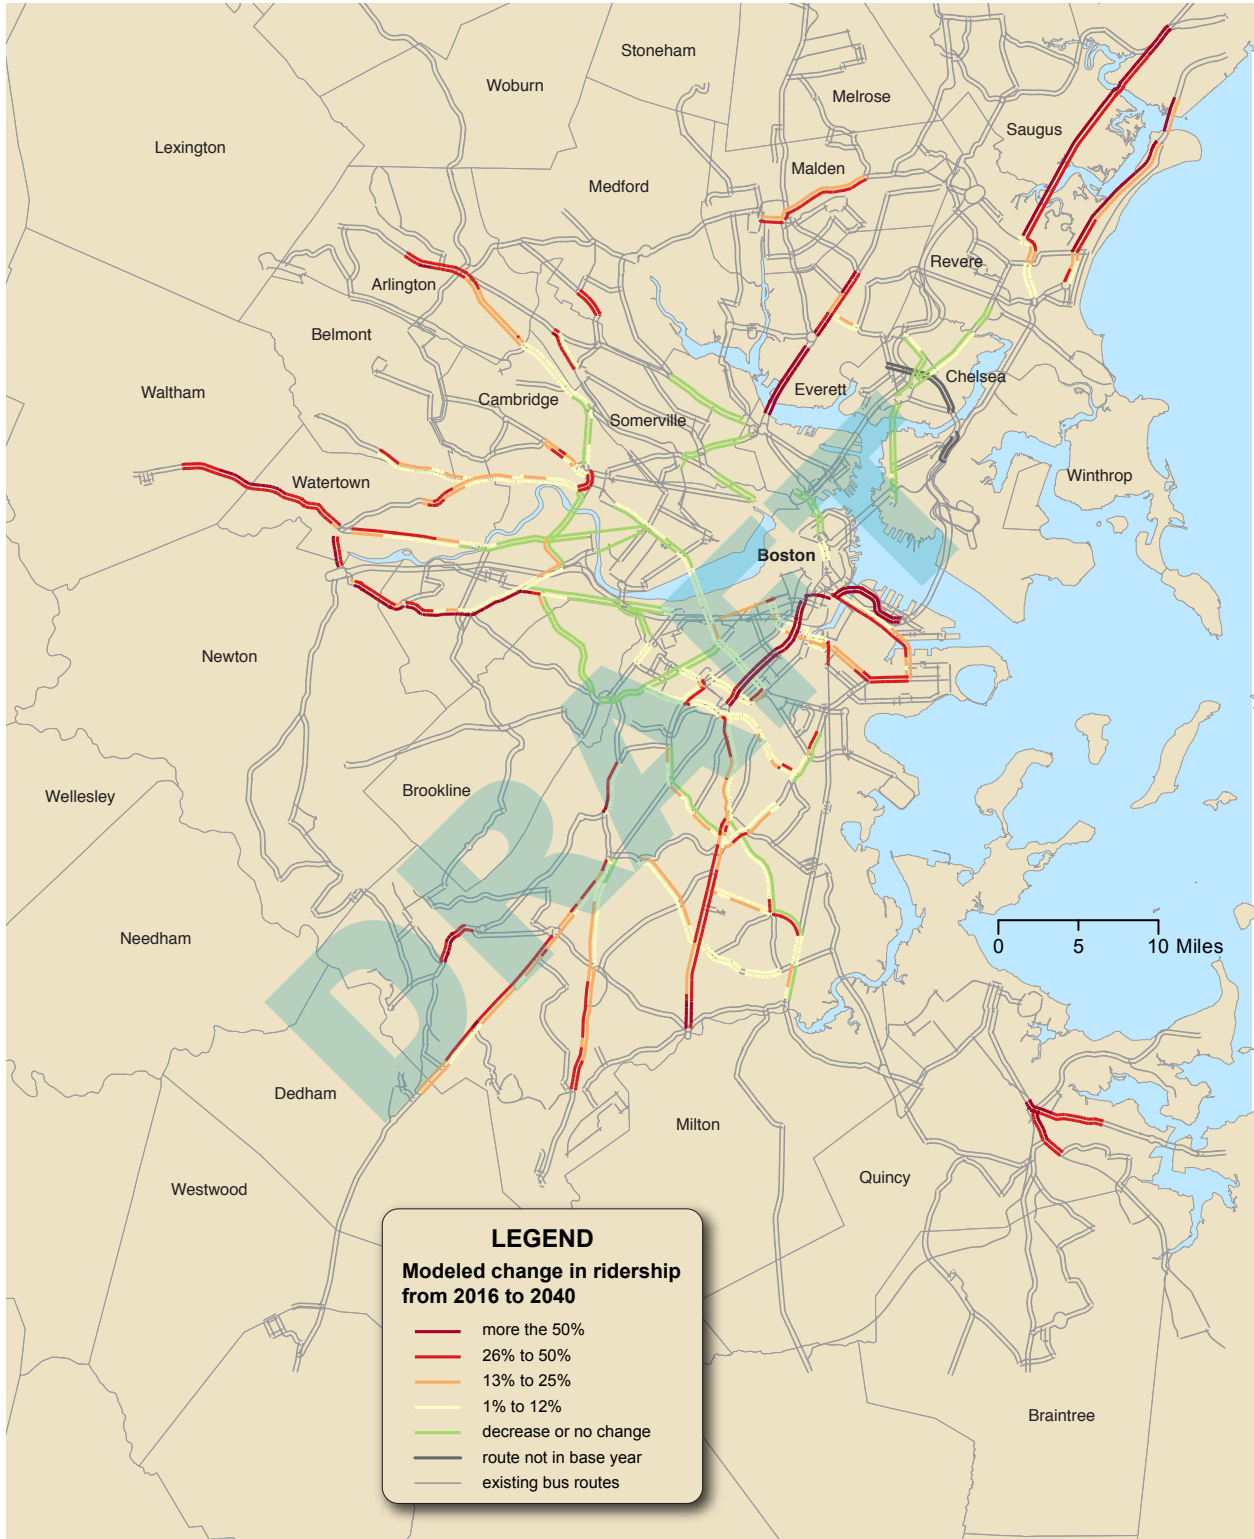 Stoneham
Woburn
Melrose
Saugus
Lexington
Malden
Medford
Revere
Arlington
Belmont
Chelsea
Everett
Waltham
Cambridge
Somerville
Winthrop
Watertown
Boston
Newton
Brookline
Wellesley
Needham
0 5 10 Miles
Dedham
Milton
Quincy
Westwood
Braintree
DRAFT
LEGEND
Modeled change in ridership
from 2016 to 2040
more the 50%
26% to 50%
13% to 25%
1% to 12%
decrease or no change
route not in base year
existing bus routes